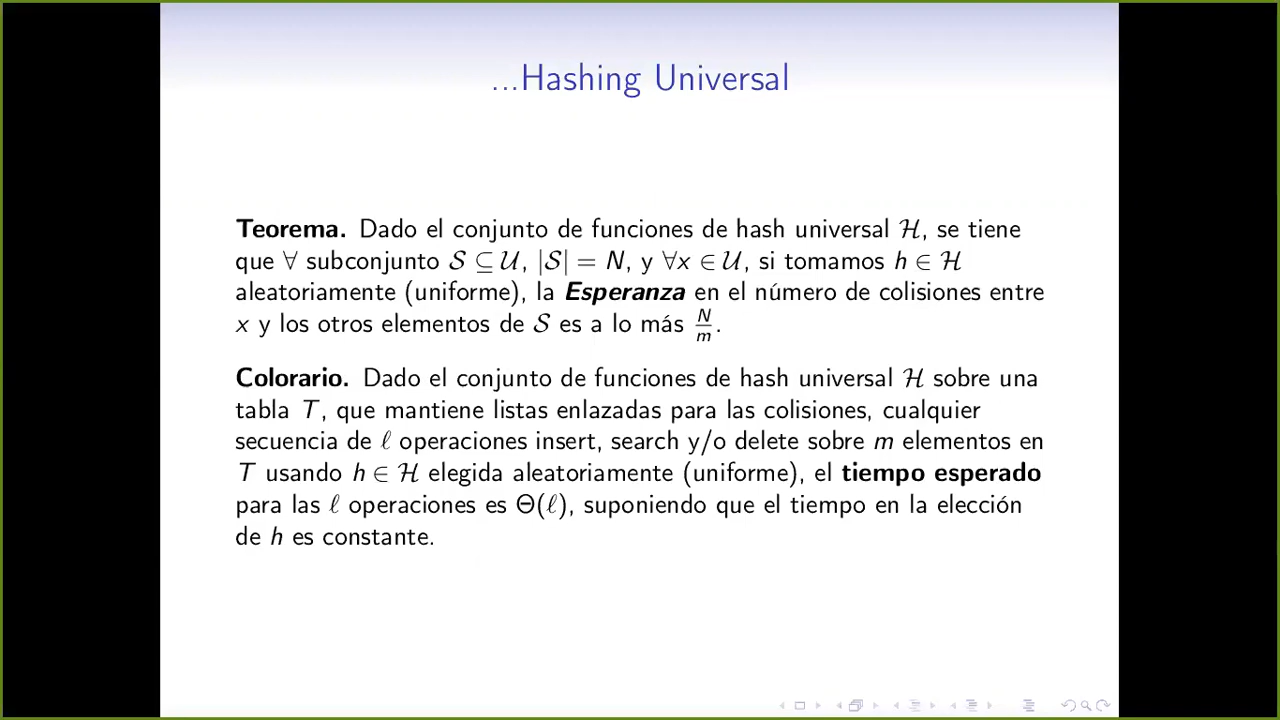 ...Hashing Universal
Teorema. Dado el conjunto de funciones de hash universal ℋ, se tiene
que ∀ subconjunto 𝒮 ⊆ 𝒰, |𝒮| = N, y ∀x ∈ 𝒰, si tomamos h ∈ ℋ
aleatoriamente (uniforme), la Esperanza en el número de colisiones entre
x y los otros elementos de 𝒮 es a lo más N/m.
Colorario. Dado el conjunto de funciones de hash universal ℋ sobre una
tabla T, que mantiene listas enlazadas para las colisiones, cualquier
secuencia de ℓ operaciones insert, search y/o delete sobre m elementos en
T usando h ∈ ℋ elegida aleatoriamente (uniforme), el tiempo esperado
para las ℓ operaciones es Θ(ℓ), suponiendo que el tiempo en la elección
de h es constante.